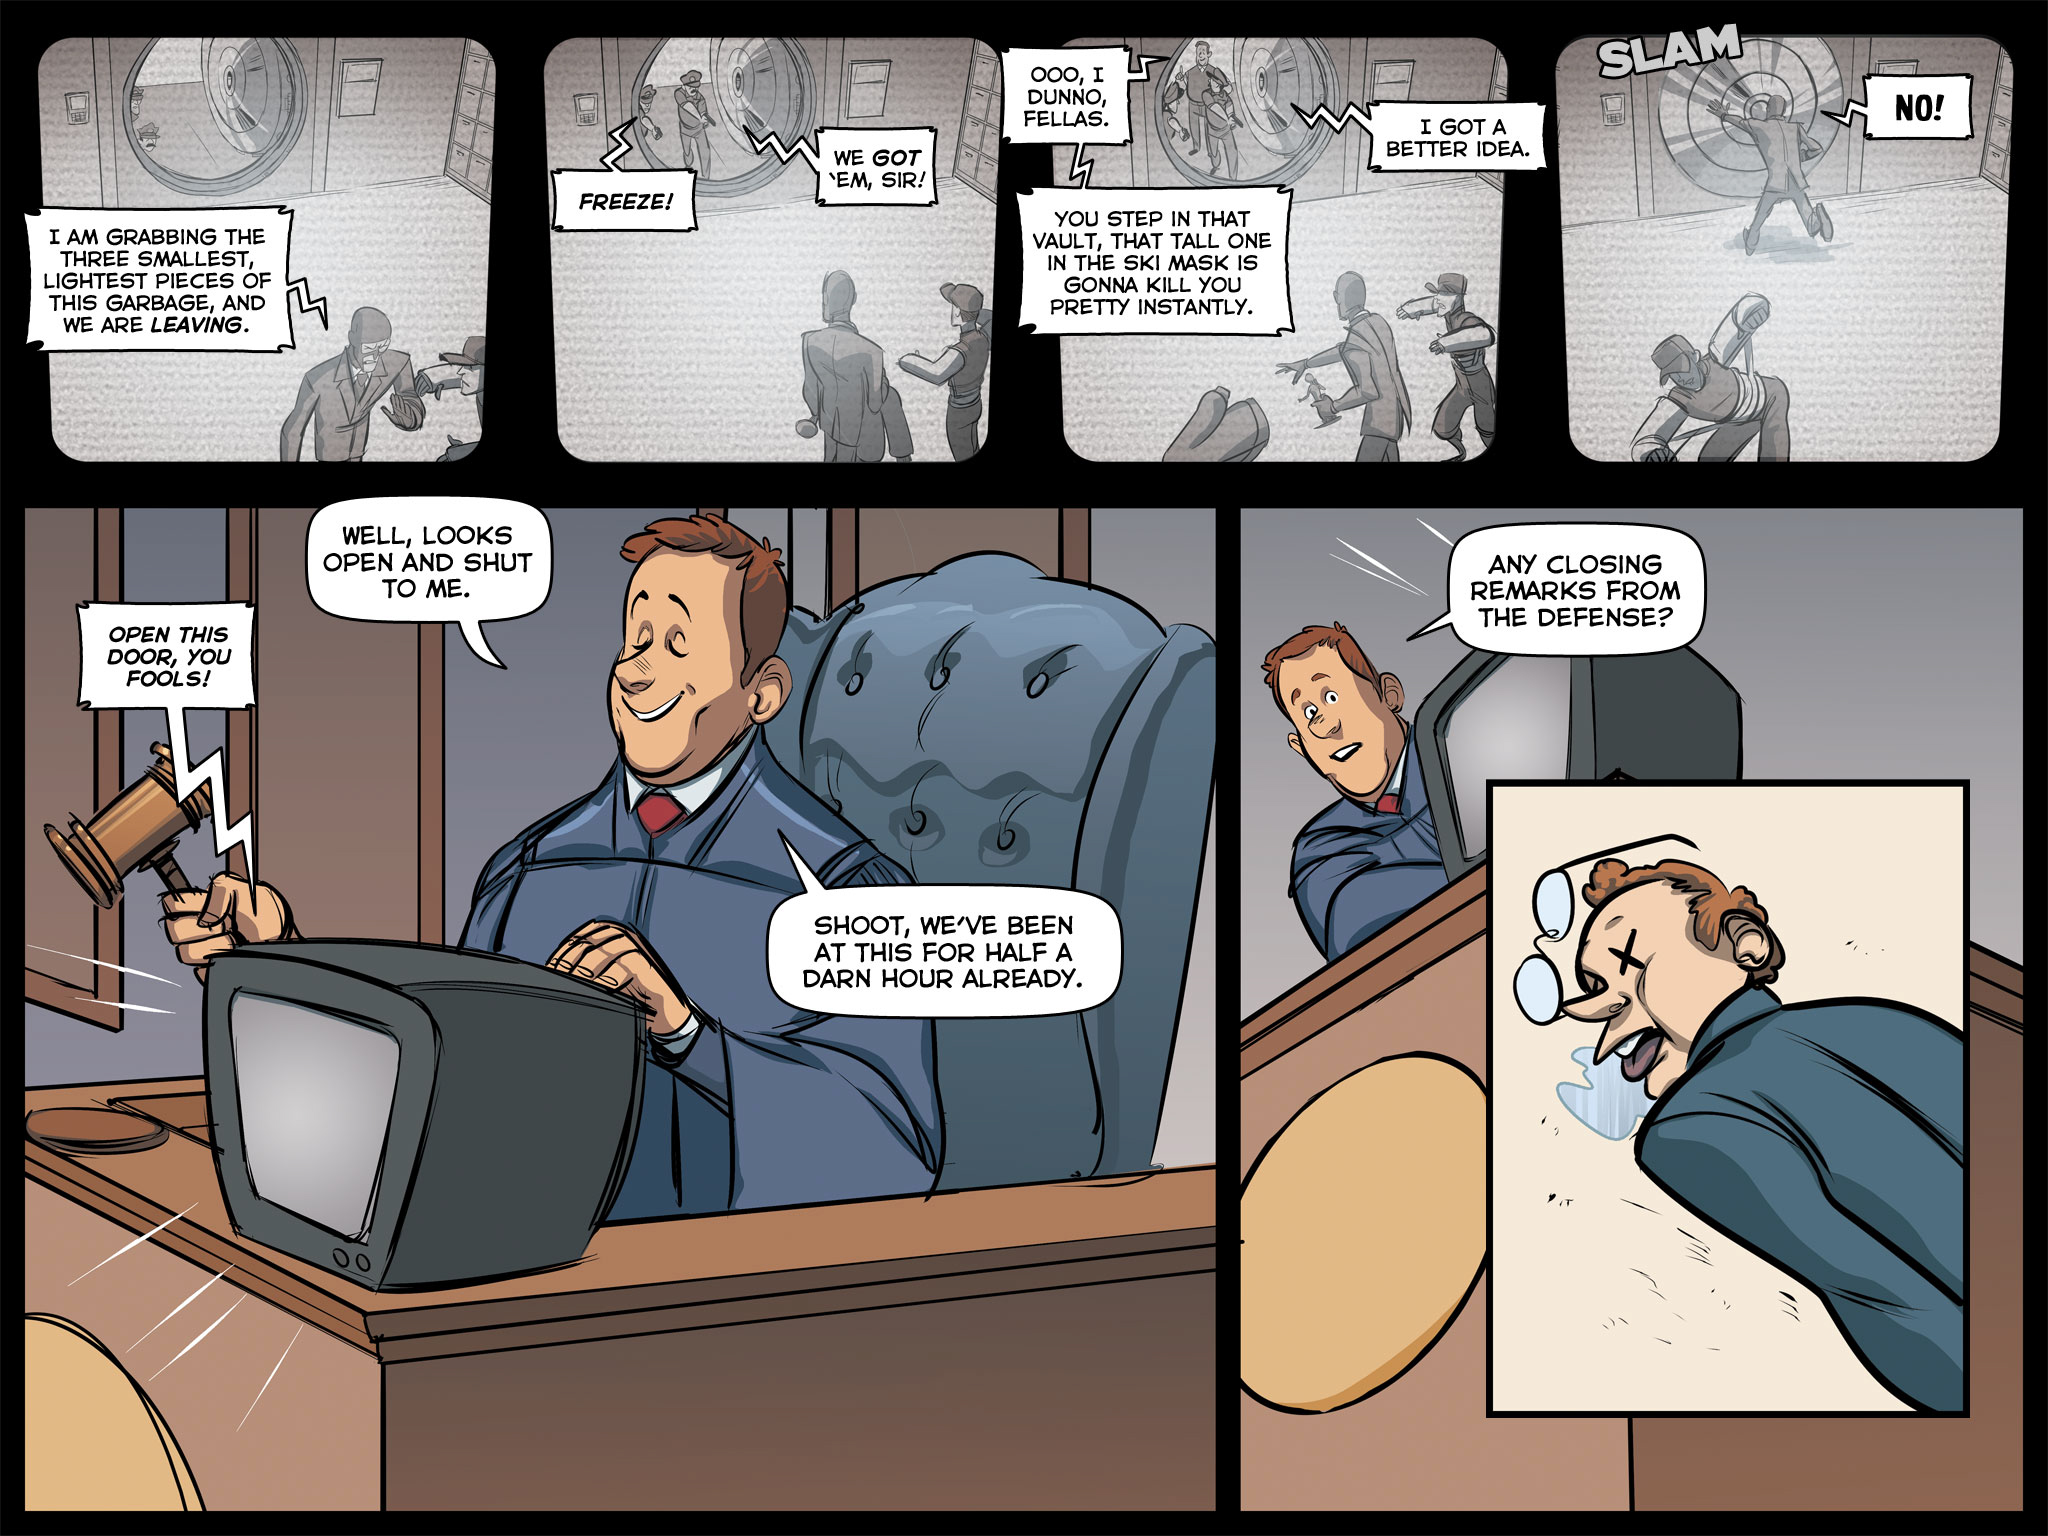 I AM GRABBING THE
THREE SMALLEST,
LIGHTEST PIECES OF
THIS GARBAGE, AND
WE ARE LEAVING.
FREEZE!
WE GOT
'EM, SIR!
OOO, I
DUNNO,
FELLAS.
YOU STEP IN THAT
VAULT, THAT TALL ONE
IN THE SKI MASK IS
GONNA KILL YOU
PRETTY INSTANTLY.
I GOT A
BETTER IDEA.
SLAM
NO!
WELL, LOOKS
OPEN AND SHUT
TO ME.
OPEN THIS
DOOR, YOU
FOOLS!
SHOOT, WE'VE BEEN
AT THIS FOR HALF A
DARN HOUR ALREADY.
ANY CLOSING
REMARKS FROM
THE DEFENSE?